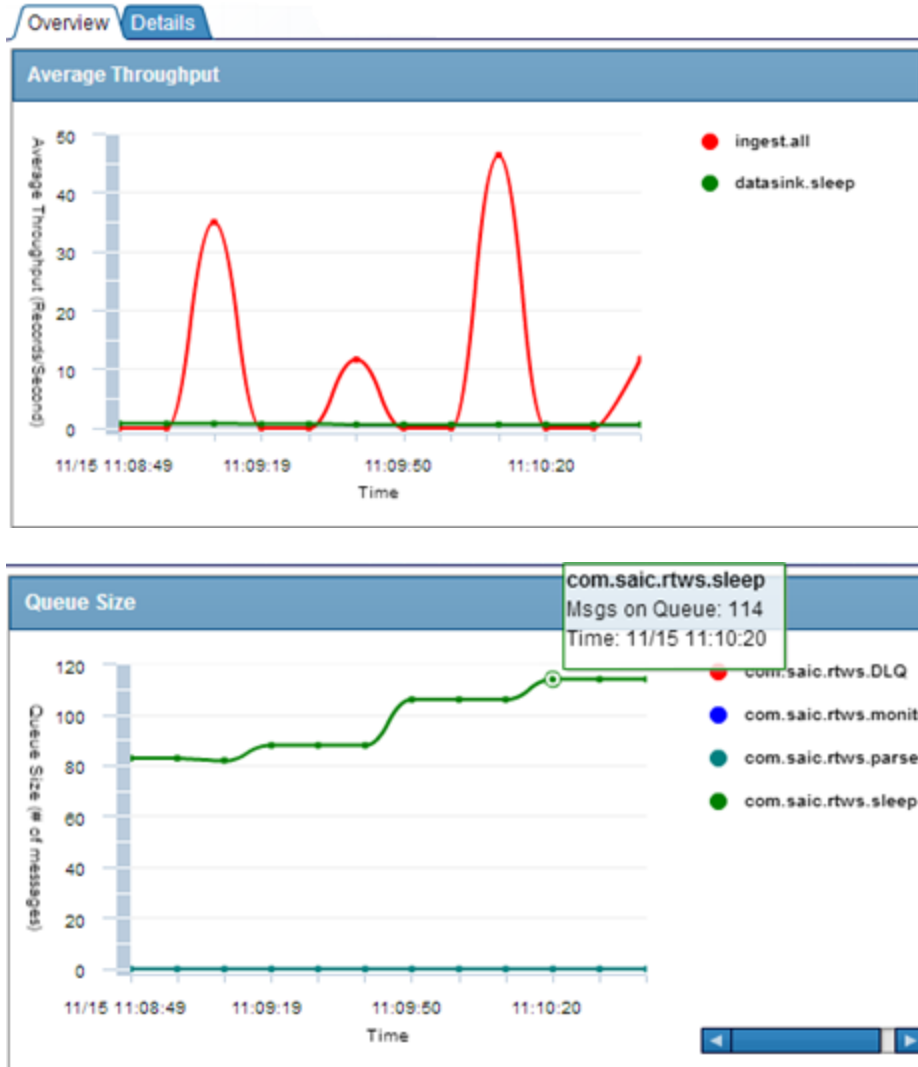 Overview Details
Average Throughput
Average Throughput (Records/Second)
50
40
30
20
10
0
ingest.all
datasink.sleep
11/15 11:08:49 11:09:19 11:09:50 11:10:20
Time
Queue Size
com.saic.rtws.sleep
Msgs on Queue: 114
Time: 11/15 11:10:20
Queue Size (# of messages)
120
100
80
60
40
20
0
com.saic.rtws.DLQ
com.saic.rtws.monit
com.saic.rtws.parse
com.saic.rtws.sleep
11/15 11:08:49 11:09:19 11:09:50 11:10:20
Time